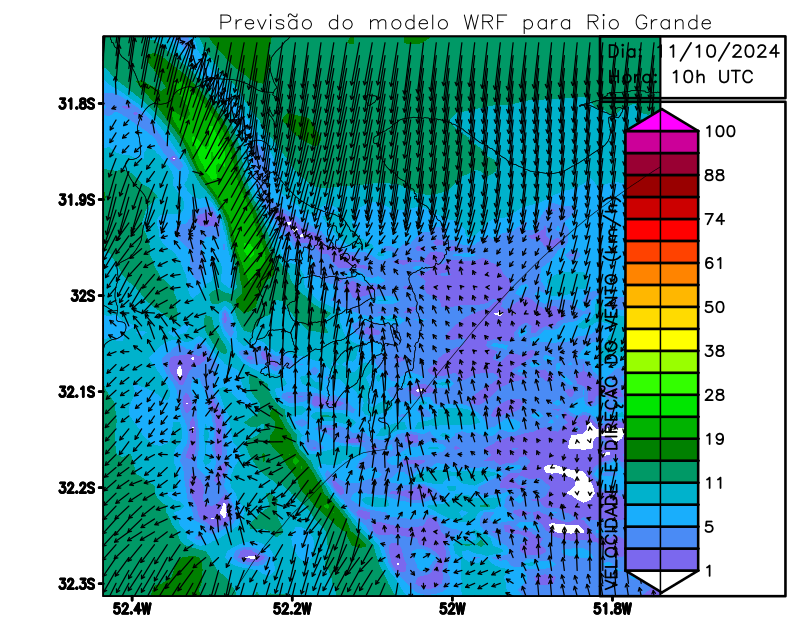 Previsão do modelo WRF para Rio Grande
Dia: 11/10/2024
Hora: 10h UTC
31.8S
31.9S
32S
32.1S
32.2S
32.3S
52.4W
52.2W
52W
51.8W
VELOCIDADE E DIREÇÃO DO VENTO (km/h)
100
88
74
61
50
38
28
19
11
5
1